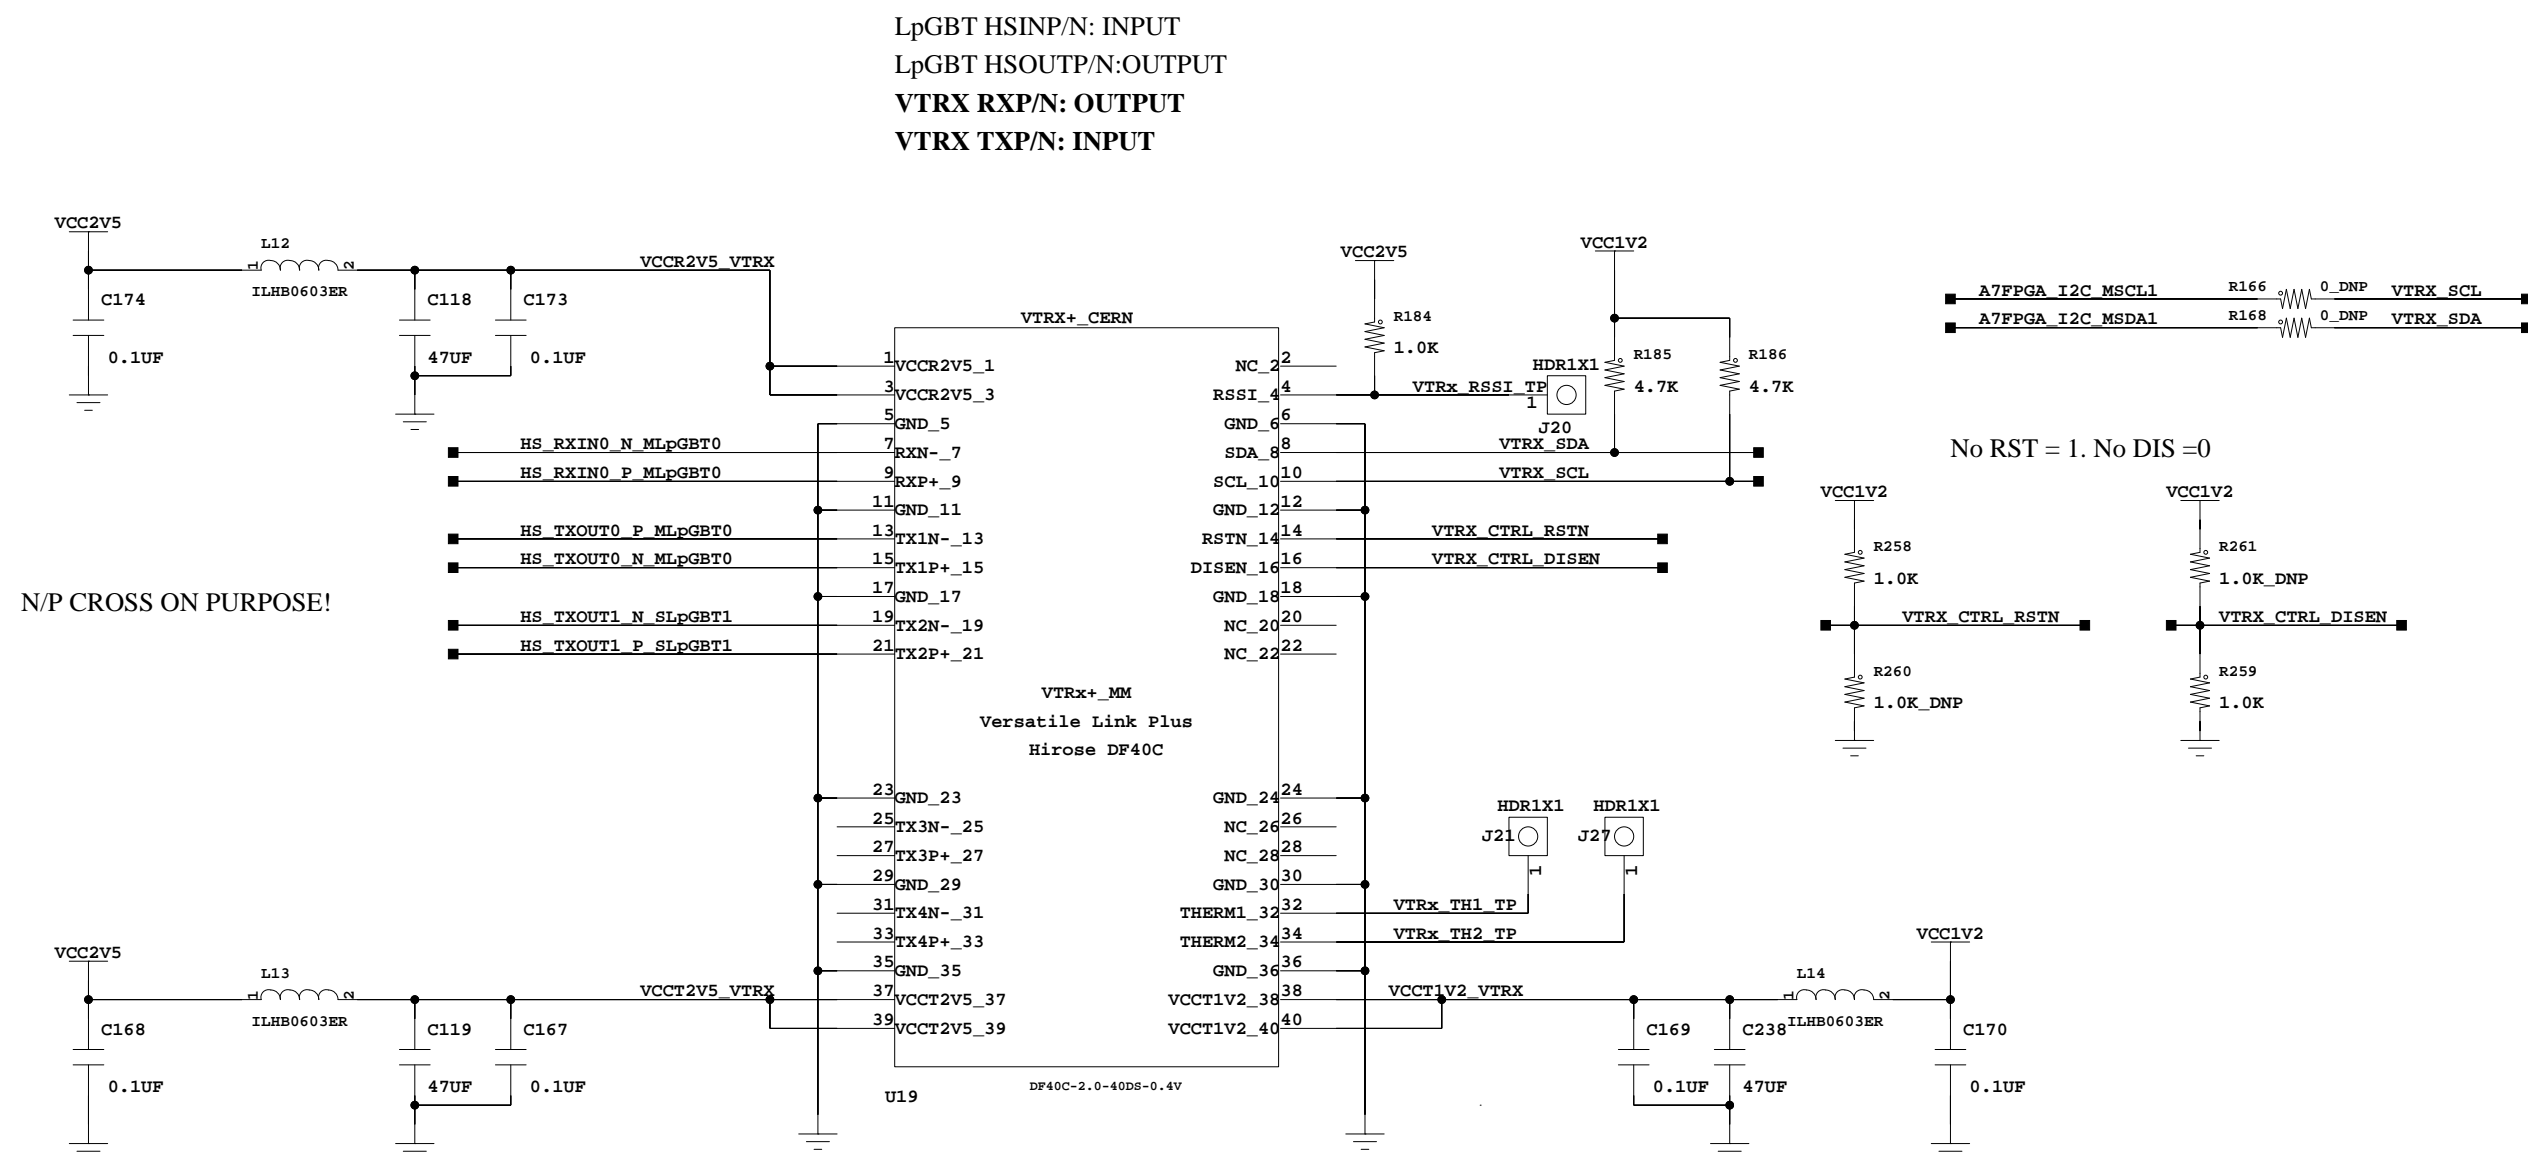 LpGBT HSINP/N: INPUT
LpGBT HSOUTP/N:OUTPUT
VTRX RXP/N: OUTPUT
VTRX TXP/N: INPUT
VCC2V5
L12
1
2
ILHB0603ER
VCCR2V5_VTRX
C174
0.1UF
C118
47UF
C173
0.1UF
VTRX+_CERN
1 VCCR2V5_1
3 VCCR2V5_3
5 GND_5
HS_RXIN0_N_MLpGBT0 7 RXN-_7
HS_RXIN0_P_MLpGBT0 9 RXP+_9
11 GND_11
HS_TXOUT0_P_MLpGBT0 13 TX1N-_13
HS_TXOUT0_N_MLpGBT0 15 TX1P+_15
17 GND_17
N/P CROSS ON PURPOSE!
HS_TXOUT1_N_SLpGBT1 19 TX2N-_19
HS_TXOUT1_P_SLpGBT1 21 TX2P+_21
VTRx+_MM
Versatile Link Plus
Hirose DF40C
23 GND_23
25 TX3N-_25
27 TX3P+_27
29 GND_29
31 TX4N-_31
33 TX4P+_33
35 GND_35
37 VCCT2V5_37
39 VCCT2V5_39
NC_2 2
RSSI_4 4
GND_6 6
SDA_8 8 VTRX_SDA
SCL_10 10 VTRX_SCL
GND_12 12
RSTN_14 14 VTRX_CTRL_RSTN
DISEN_16 16 VTRX_CTRL_DISEN
GND_18 18
NC_20 20
NC_22 22
GND_24 24
NC_26 26
NC_28 28
GND_30 30
THERM1_32 32 VTRx_TH1_TP
THERM2_34 34 VTRx_TH2_TP
GND_36 36
VCCT1V2_38 38 VCCT1V2_VTRX
VCCT1V2_40 40
U19
DF40C-2.0-40DS-0.4V
VCC2V5
R184
1.0K
VTRx_RSSI_TP
HDR1X1
1
J20
VCC1V2
R185
4.7K
R186
4.7K
A7FPGA_I2C_MSCL1 R166 0_DNP VTRX_SCL
A7FPGA_I2C_MSDA1 R168 0_DNP VTRX_SDA
No RST = 1. No DIS =0
VCC1V2
R258
1.0K
VTRX_CTRL_RSTN
R260
1.0K_DNP
VCC1V2
R261
1.0K_DNP
VTRX_CTRL_DISEN
R259
1.0K
HDR1X1
J21
1
HDR1X1
J27
1
VCC2V5
L13
1
2
ILHB0603ER
VCCT2V5_VTRX
C168
0.1UF
C119
47UF
C167
0.1UF
VCC1V2
L14
1
2
ILHB0603ER
C169
0.1UF
C238
47UF
C170
0.1UF